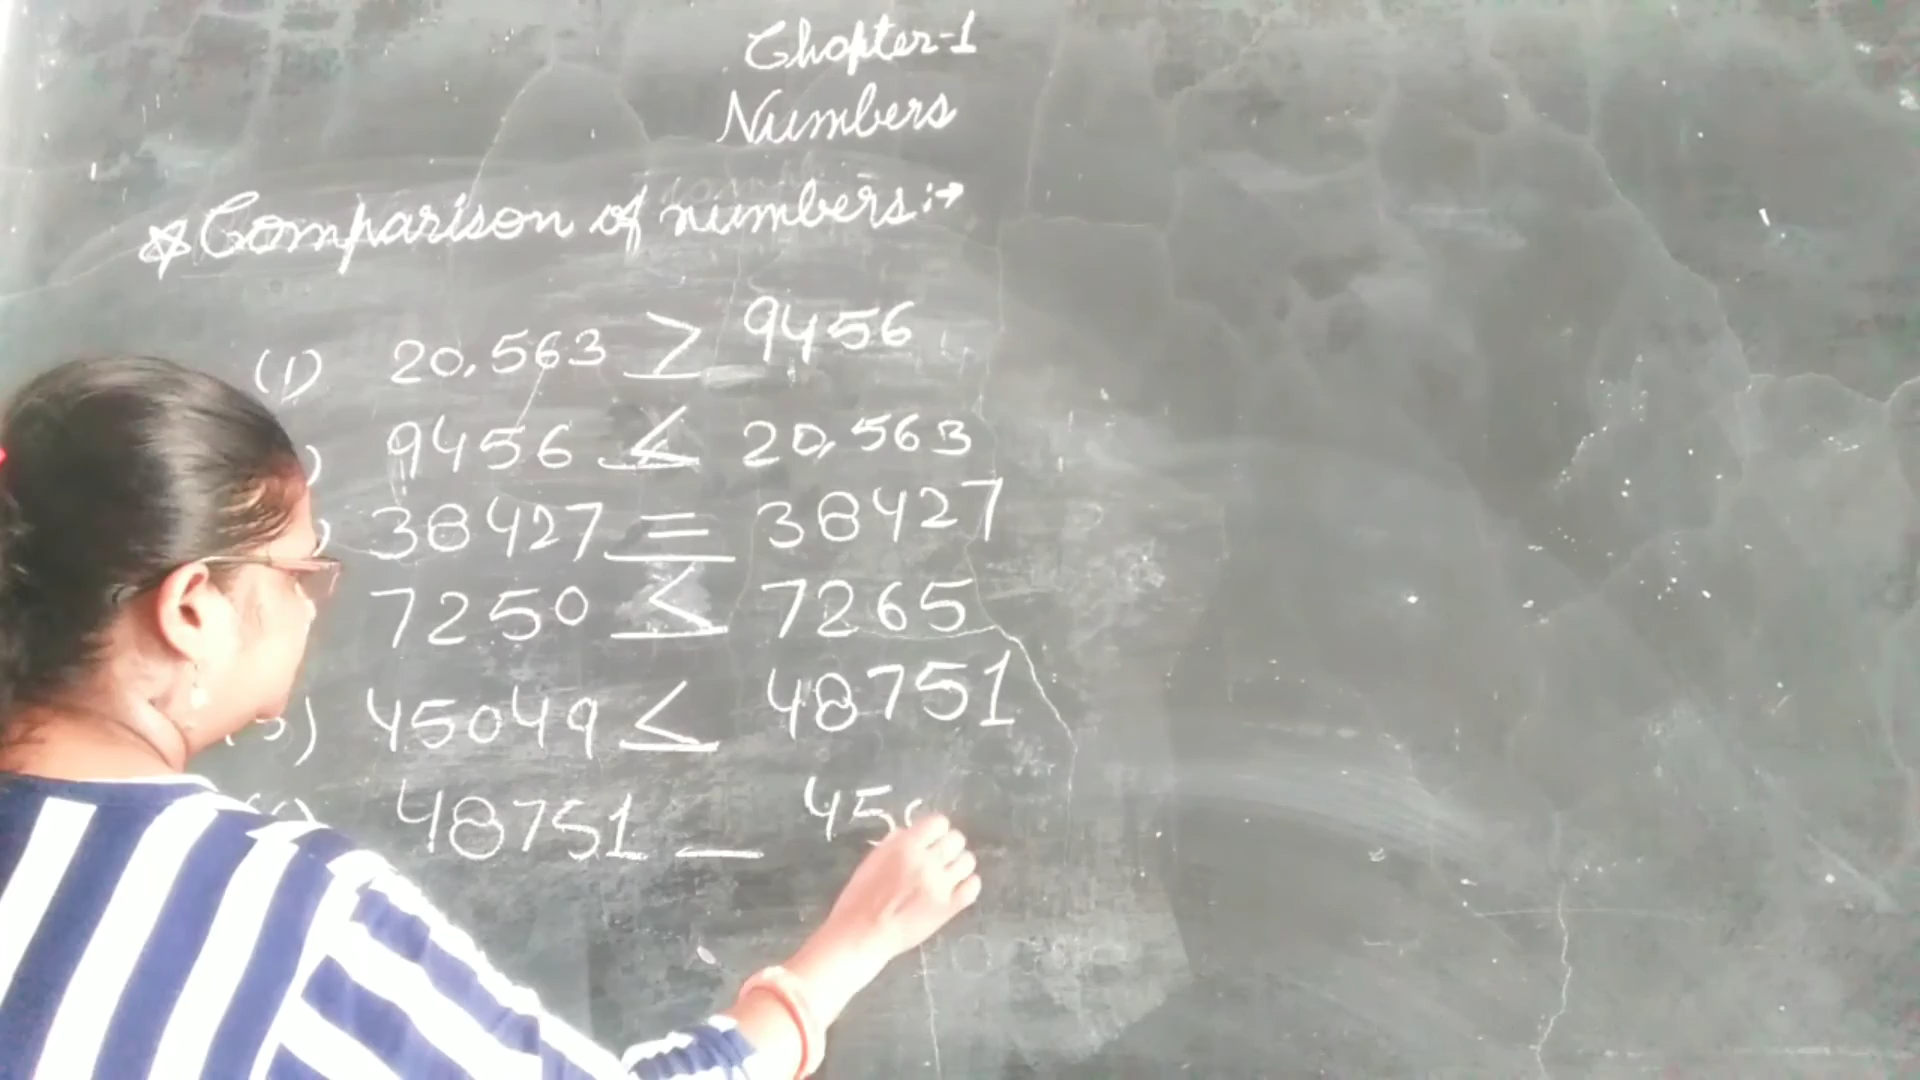 Chapter-1
Numbers
Comparison of numbers:→
(1) 20,563 > 9456
) 9456 < 20,563
) 38427 = 38427
7250 < 7265
) 45049 < 48751
48751 _ 45